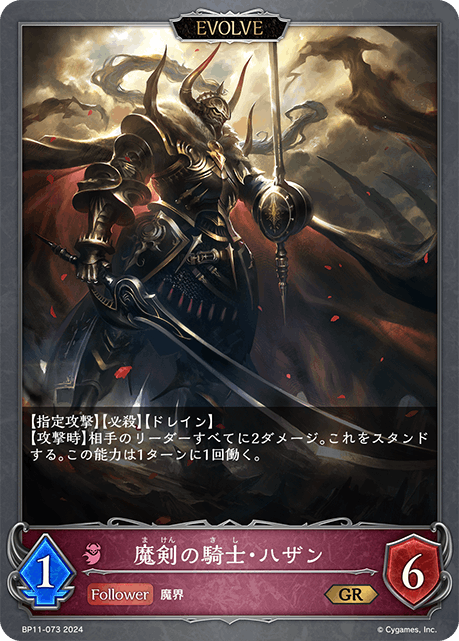 EVOLVE
【指定攻撃】【必殺】【ドレイン】
【攻撃時】相手のリーダーすべてに2ダメージ。これをスタンド
する。この能力は1ターンに1回働く。
まけん きし
魔剣の騎士・ハザン
1
Follower 魔界
GR
6
BP11-073 2024
© Cygames, Inc.